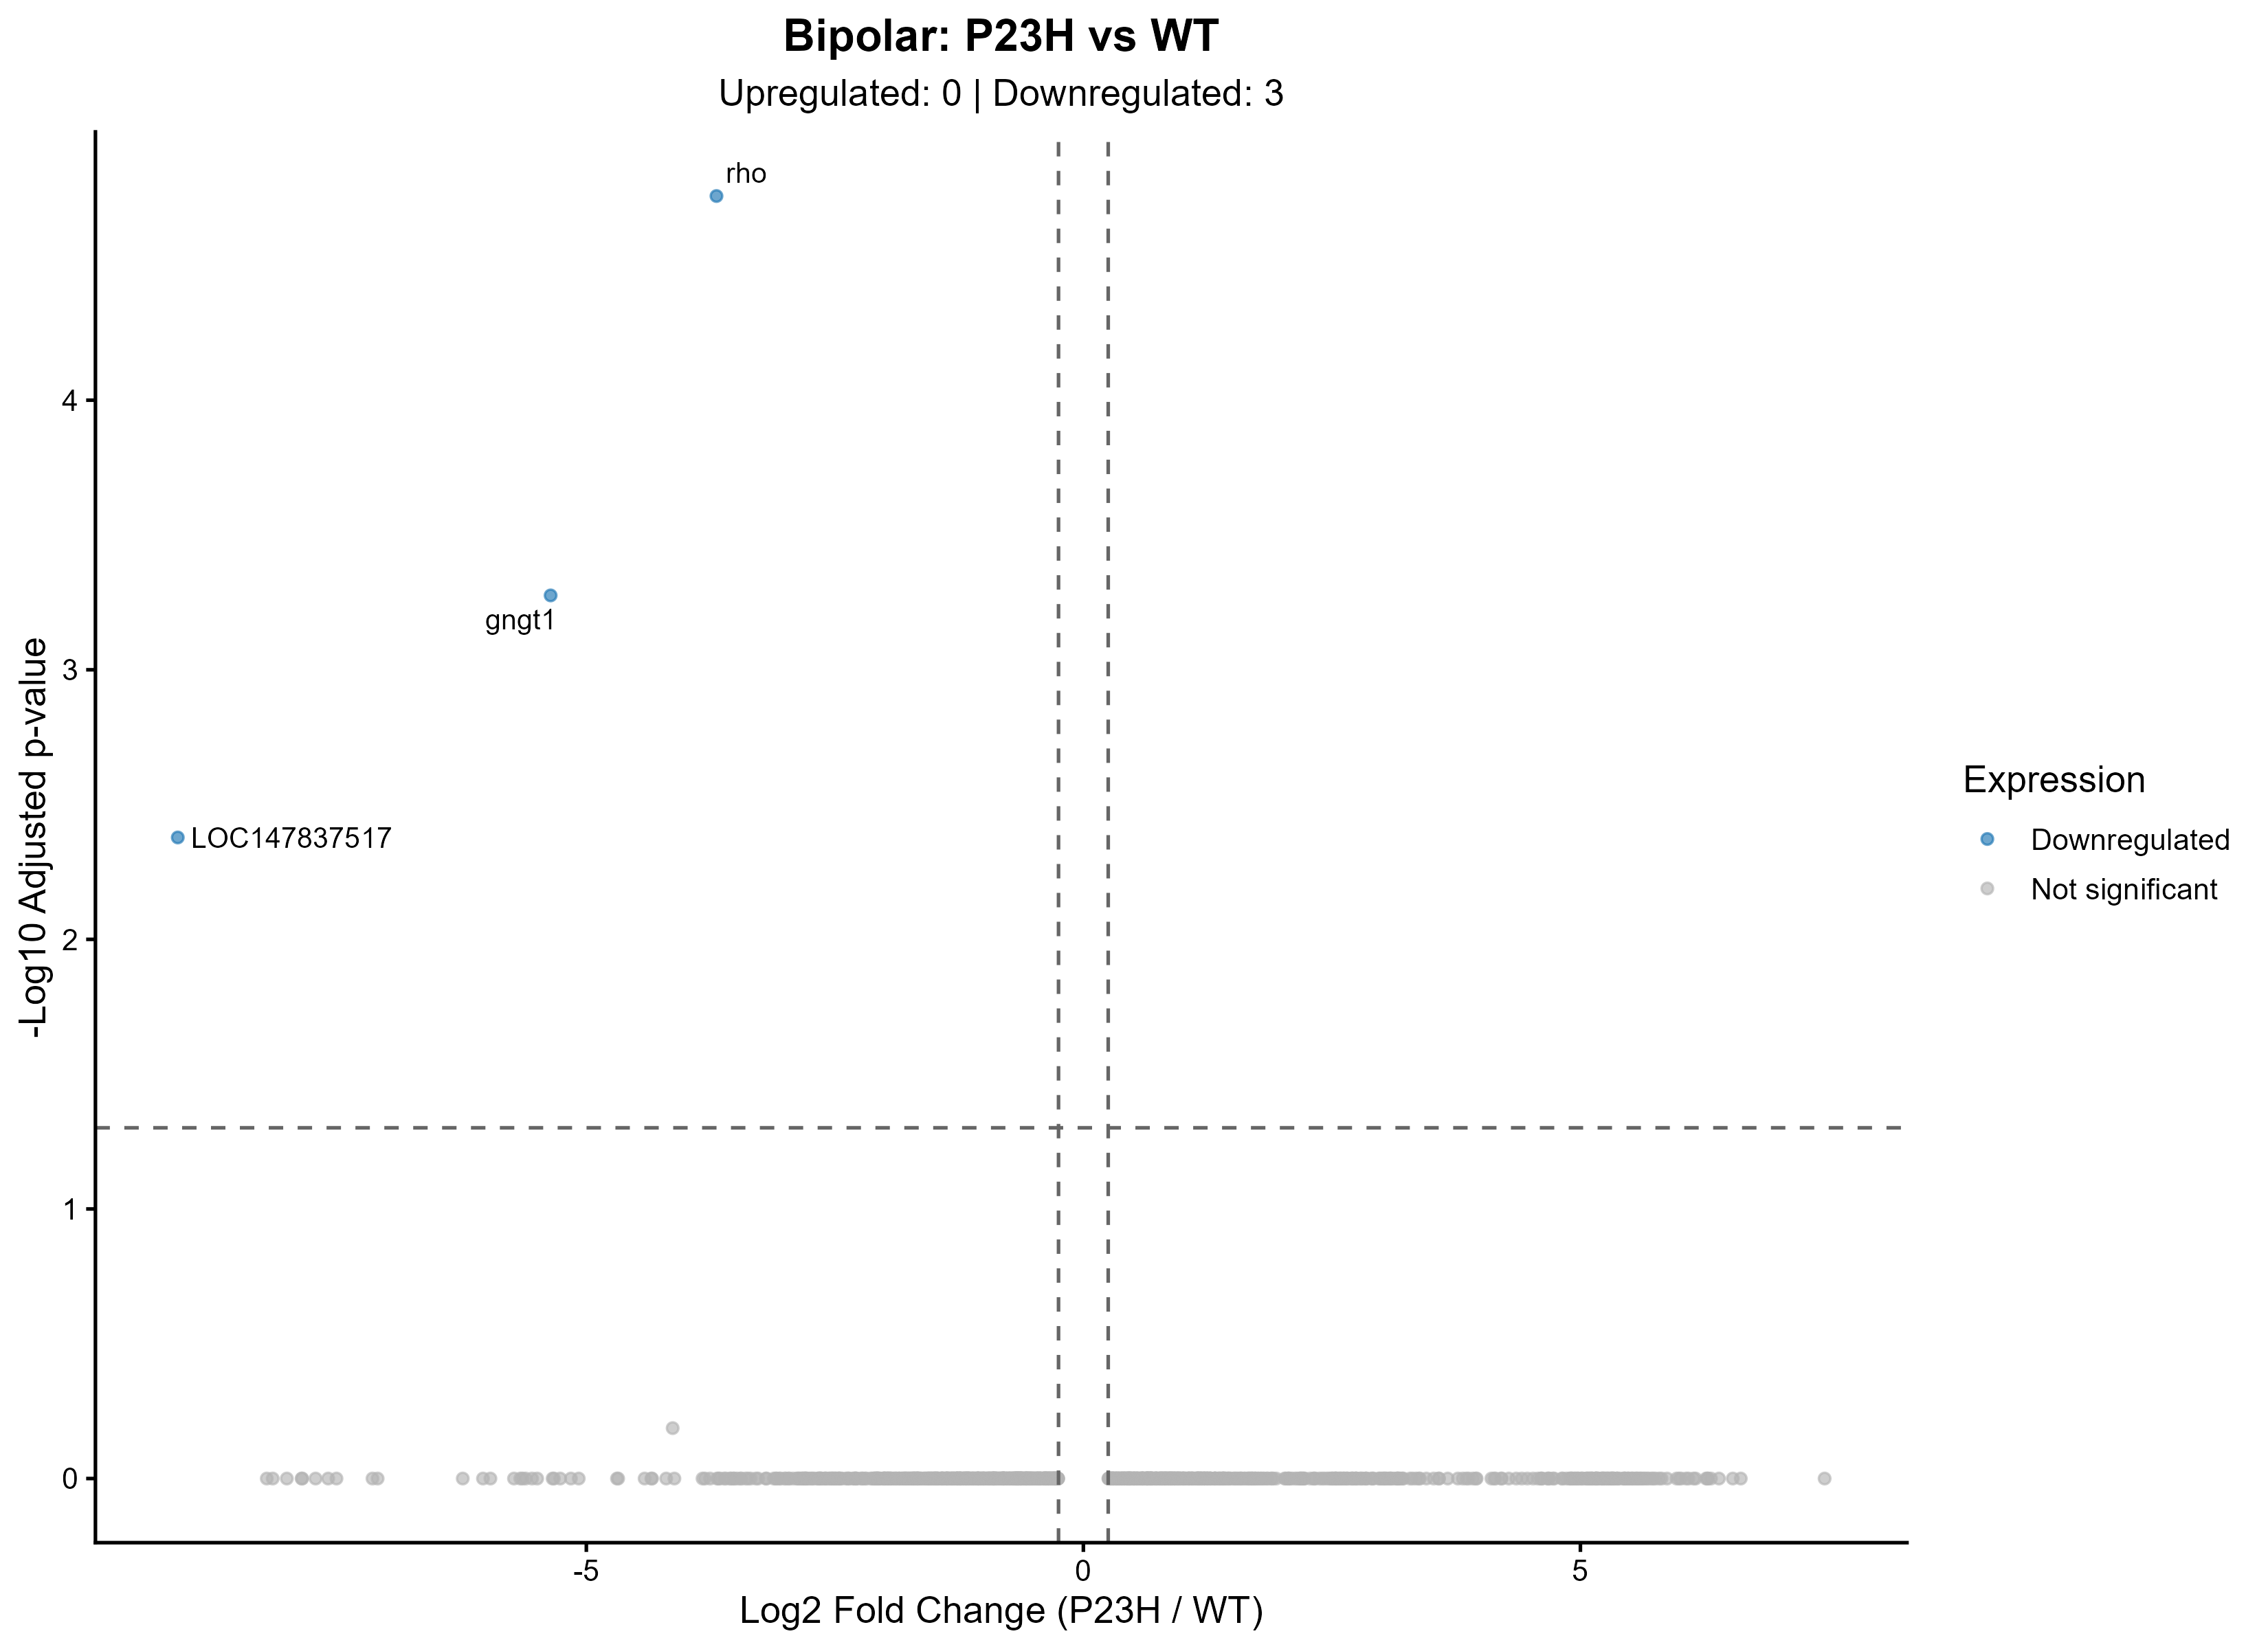 Bipolar: P23H vs WT
Upregulated: 0 | Downregulated: 3
rho
gngt1
LOC147837517
-Log10 Adjusted p-value
4
3
2
1
0
-5
0
5
Log2 Fold Change (P23H / WT)
Expression
Downregulated
Not significant